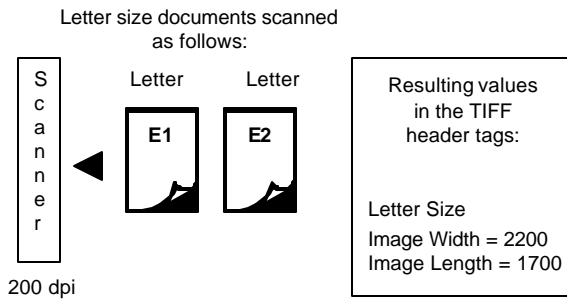 Letter size documents scanned
as follows:
Scanner
Letter Letter
E1 E2
200 dpi
Resulting values
in the TIFF
header tags:
Letter Size
Image Width = 2200
Image Length = 1700